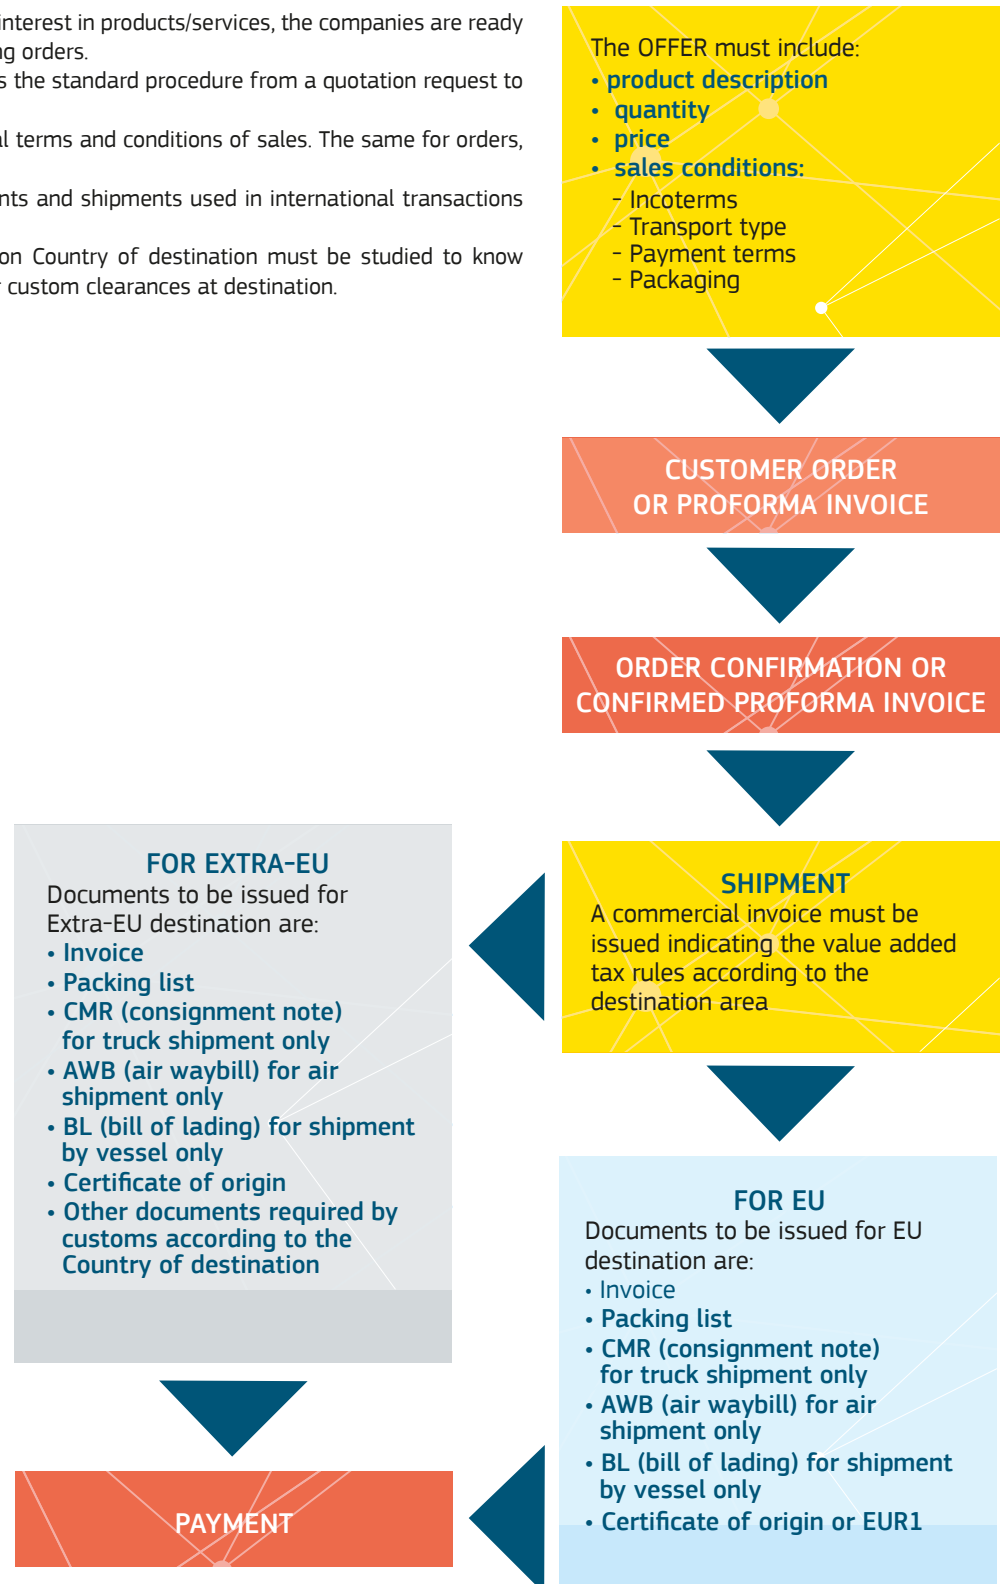 interest in products/services, the companies are ready
ng orders.
s the standard procedure from a quotation request to
al terms and conditions of sales. The same for orders,
nts and shipments used in international transactions
on Country of destination must be studied to know
r custom clearances at destination.
The OFFER must include:
• product description
• quantity
• price
• sales conditions:
- Incoterms
- Transport type
- Payment terms
- Packaging
CUSTOMER ORDER
OR PROFORMA INVOICE
ORDER CONFIRMATION OR
CONFIRMED PROFORMA INVOICE
SHIPMENT
A commercial invoice must be
issued indicating the value added
tax rules according to the
destination area
FOR EXTRA-EU
Documents to be issued for
Extra-EU destination are:
• Invoice
• Packing list
• CMR (consignment note)
for truck shipment only
• AWB (air waybill) for air
shipment only
• BL (bill of lading) for shipment
by vessel only
• Certificate of origin
• Other documents required by
customs according to the
Country of destination
FOR EU
Documents to be issued for EU
destination are:
• Invoice
• Packing list
• CMR (consignment note)
for truck shipment only
• AWB (air waybill) for air
shipment only
• BL (bill of lading) for shipment
by vessel only
• Certificate of origin or EUR1
PAYMENT